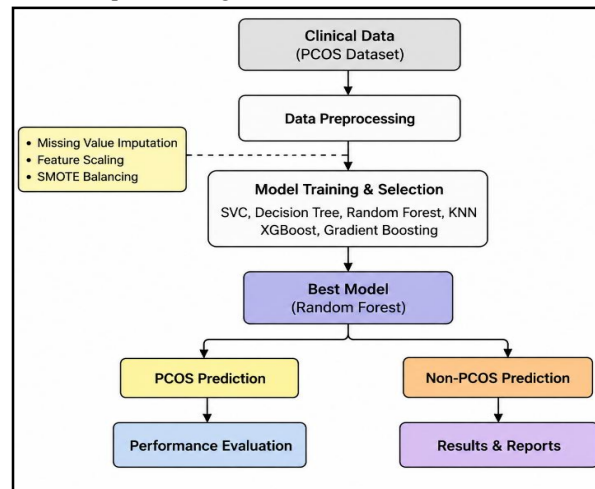 Clinical Data
(PCOS Dataset)
Data Preprocessing
• Missing Value Imputation
• Feature Scaling
• SMOTE Balancing
Model Training & Selection
SVC, Decision Tree, Random Forest, KNN
XGBoost, Gradient Boosting
Best Model
(Random Forest)
PCOS Prediction
Non-PCOS Prediction
Performance Evaluation
Results & Reports